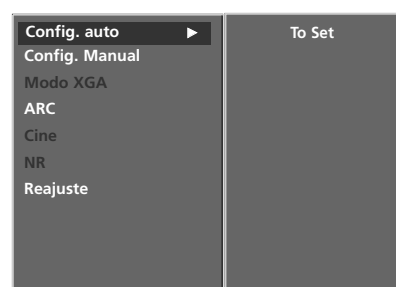 Config. auto ▶
To Set
Config. Manual
Modo XGA
ARC
Cine
NR
Reajuste